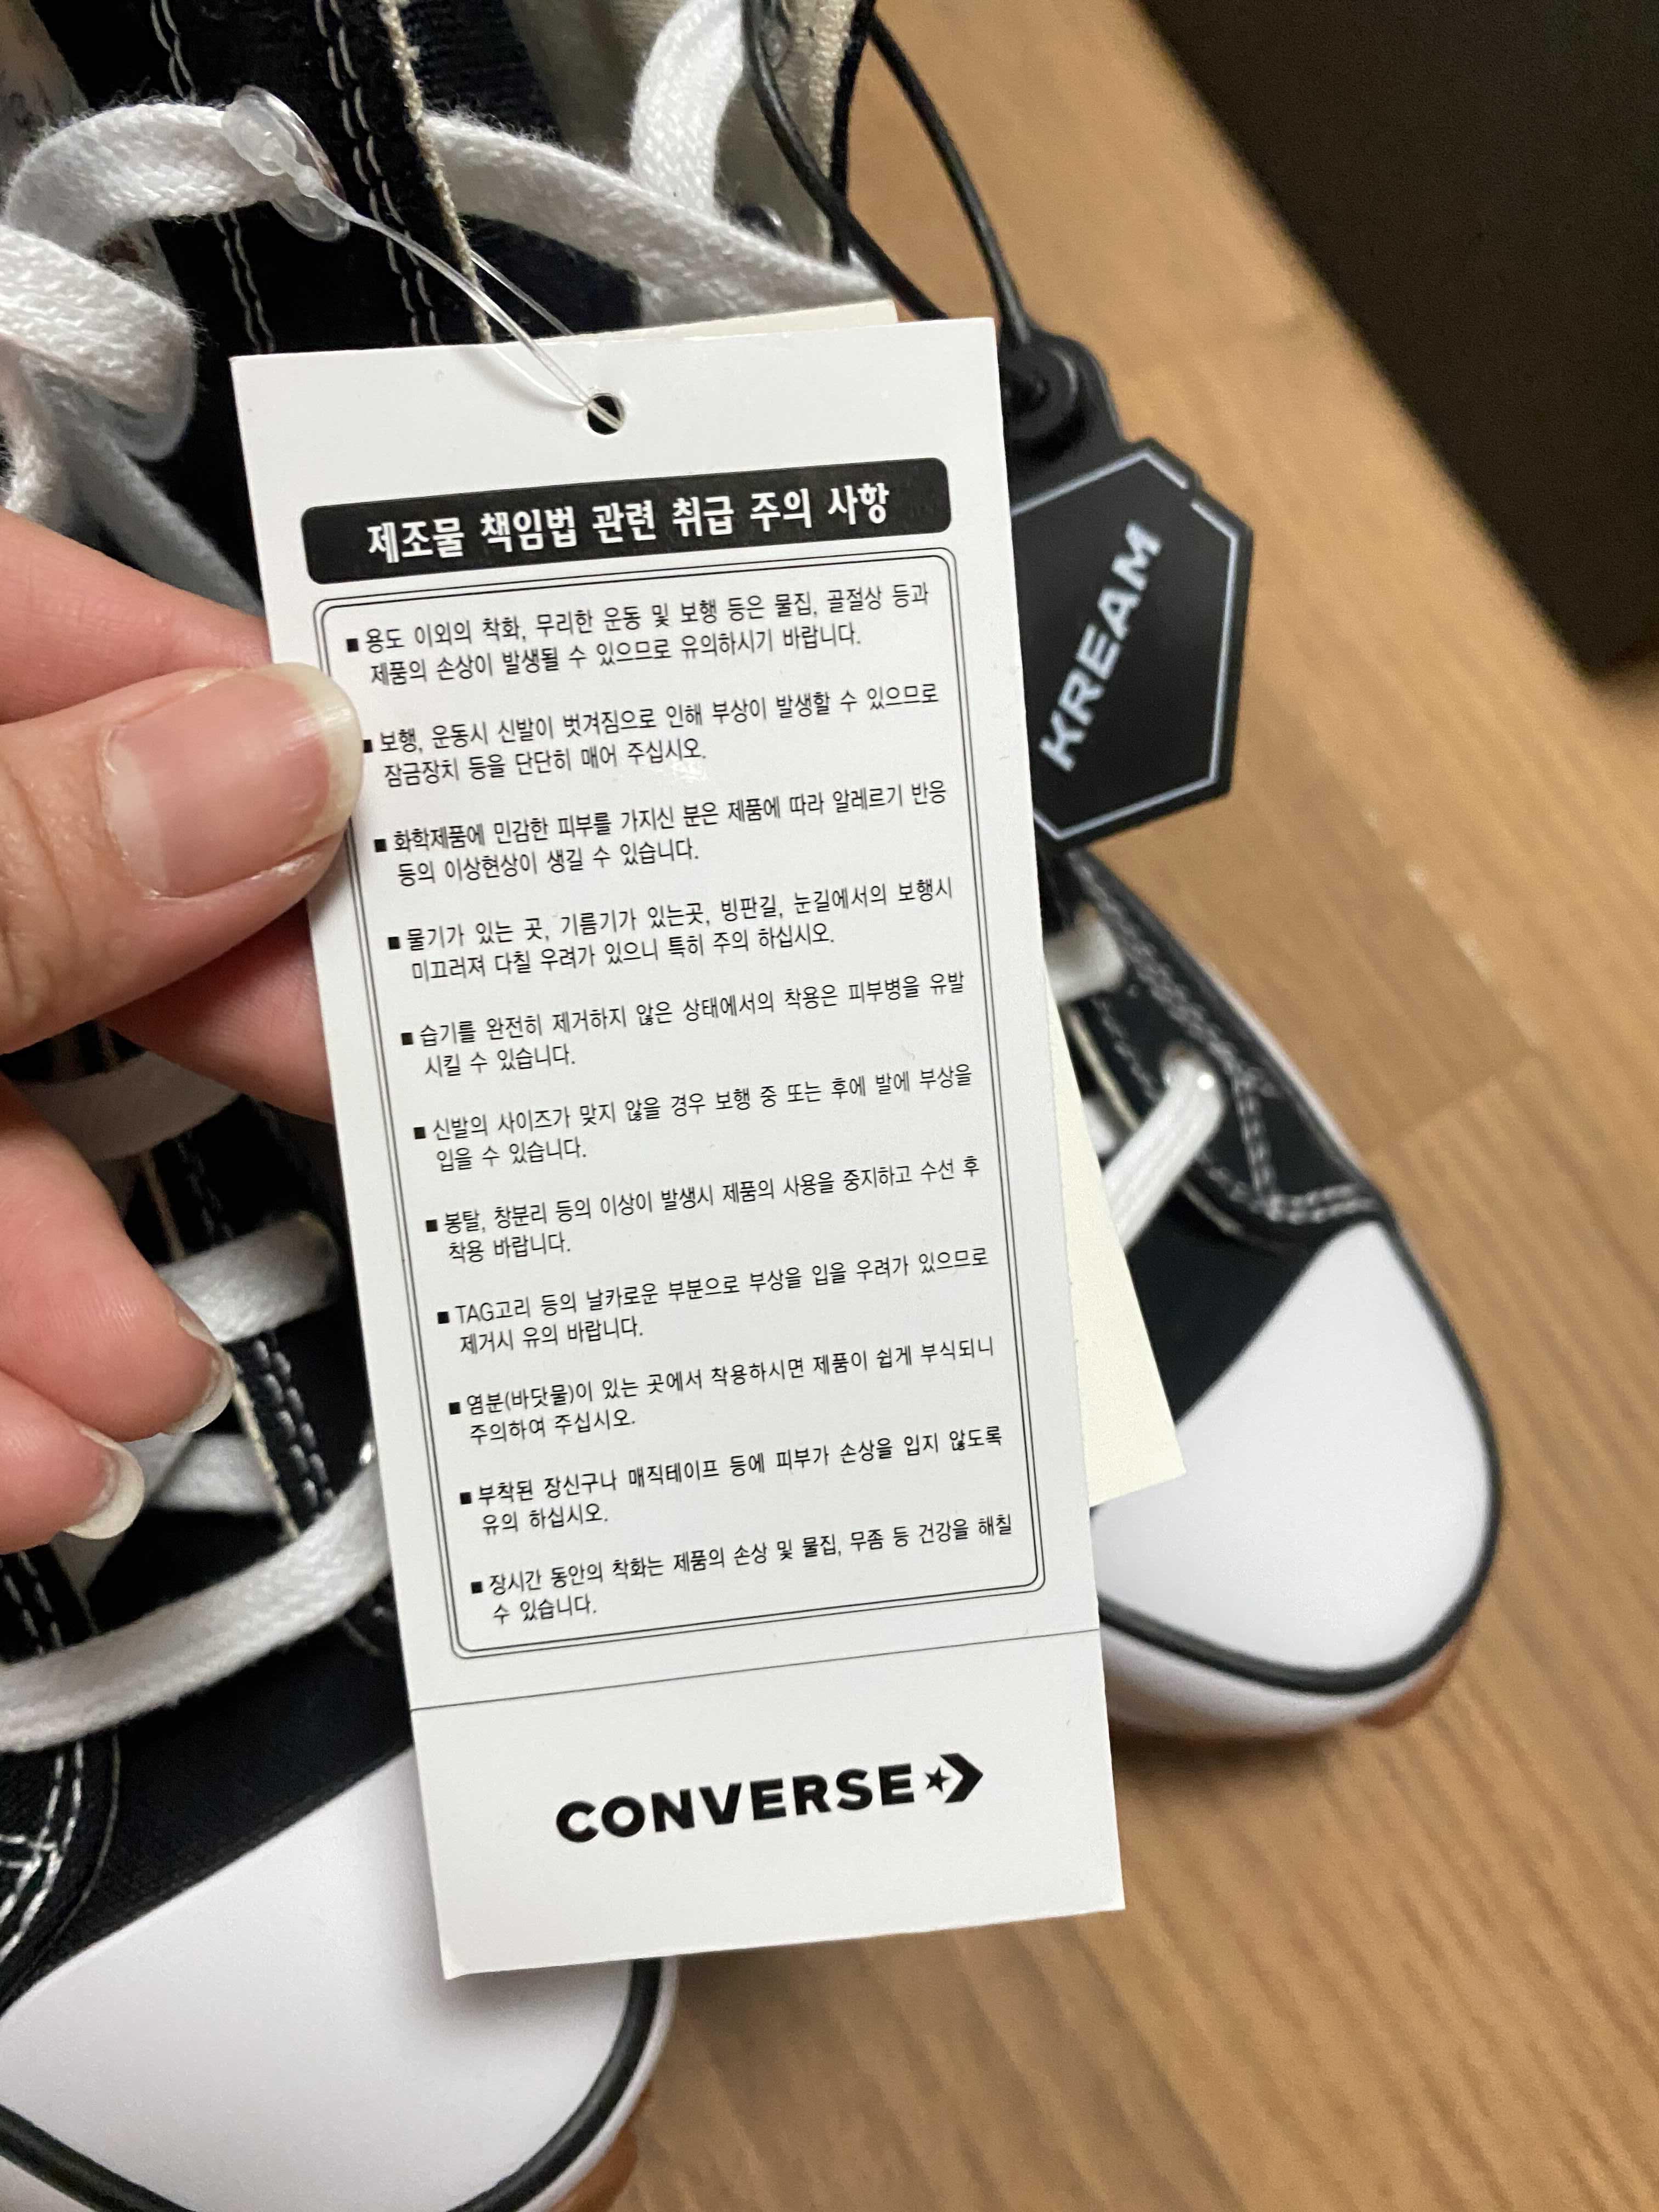 제조물 책임법 관련 취급 주의 사항
■ 용도 이외의 착화, 무리한 운동 및 보행 등은 물집, 골절상 등과
제품의 손상이 발생될 수 있으므로 유의하시기 바랍니다.
■ 보행, 운동시 신발이 벗겨짐으로 인해 부상이 발생할 수 있으므로
잠금장치 등을 단단히 매어 주십시오.
■ 화학제품에 민감한 피부를 가지신 분은 제품에 따라 알레르기 반응
등의 이상현상이 생길 수 있습니다.
■ 물기가 있는 곳, 기름기가 있는곳, 빙판길, 눈길에서의 보행시
미끄러져 다칠 우려가 있으니 특히 주의 하십시오.
■ 습기를 완전히 제거하지 않은 상태에서의 착용은 피부병을 유발
시킬 수 있습니다.
■ 신발의 사이즈가 맞지 않을 경우 보행 중 또는 후에 발에 부상을
입을 수 있습니다.
■ 봉탈, 창분리 등의 이상이 발생시 제품의 사용을 중지하고 수선 후
착용 바랍니다.
■ TAG고리 등의 날카로운 부분으로 부상을 입을 우려가 있으므로
제거시 유의 바랍니다.
■ 염분(바닷물)이 있는 곳에서 착용하시면 제품이 쉽게 부식되니
주의하여 주십시오.
■ 부착된 장신구나 매직테이프 등에 피부가 손상을 입지 않도록
유의 하십시오.
■ 장시간 동안의 착화는 제품의 손상 및 물집, 무좀 등 건강을 해칠
수 있습니다.
CONVERSE
KREAM